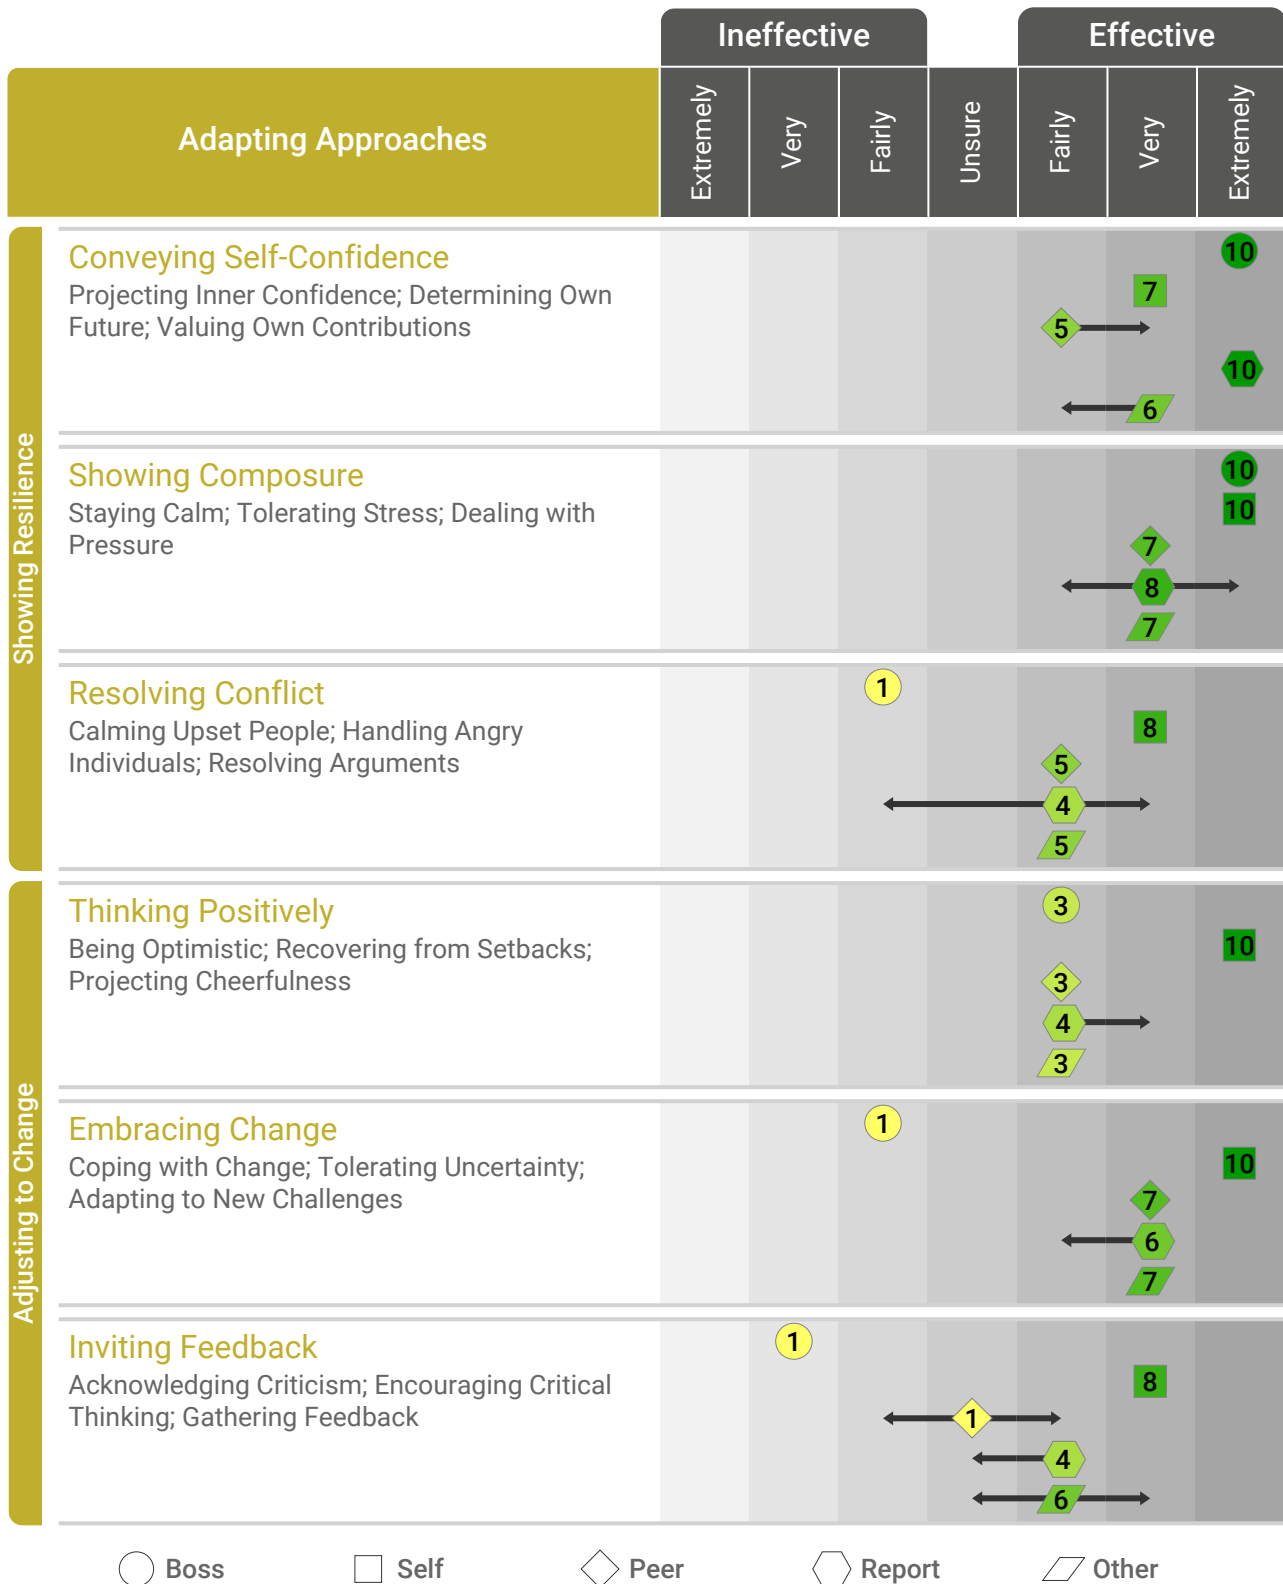 Ineffective
Effective
Adapting Approaches
Extremely
Very
Fairly
Unsure
Fairly
Very
Extremely
Showing Resilience
Conveying Self-Confidence
Projecting Inner Confidence; Determining Own
Future; Valuing Own Contributions
10
7
5
10
6
Showing Composure
Staying Calm; Tolerating Stress; Dealing with
Pressure
10
10
7
8
7
Resolving Conflict
Calming Upset People; Handling Angry
Individuals; Resolving Arguments
1
8
5
4
5
Adjusting to Change
Thinking Positively
Being Optimistic; Recovering from Setbacks;
Projecting Cheerfulness
3
10
3
4
3
Embracing Change
Coping with Change; Tolerating Uncertainty;
Adapting to New Challenges
1
10
7
6
7
Inviting Feedback
Acknowledging Criticism; Encouraging Critical
Thinking; Gathering Feedback
1
8
1
4
6
Boss
Self
Peer
Report
Other